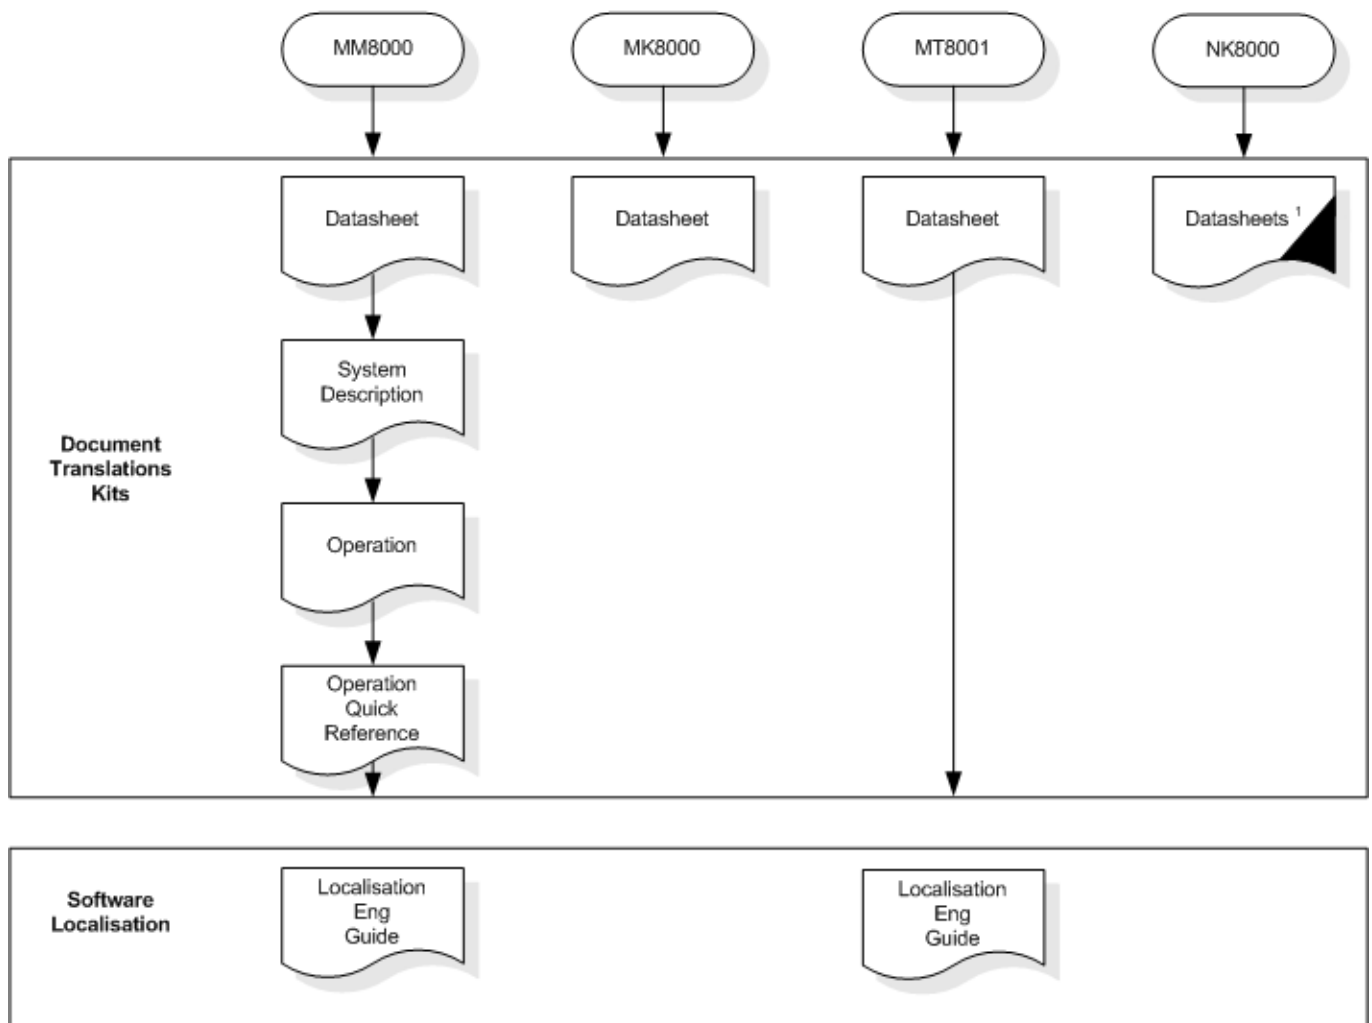 MM8000
MK8000
MT8001
NK8000
Datasheet
Datasheet
Datasheet
Datasheets ¹
System
Description
Document
Translations
Kits
Operation
Operation
Quick
Reference
Software
Localisation
Localisation
Eng
Guide
Localisation
Eng
Guide